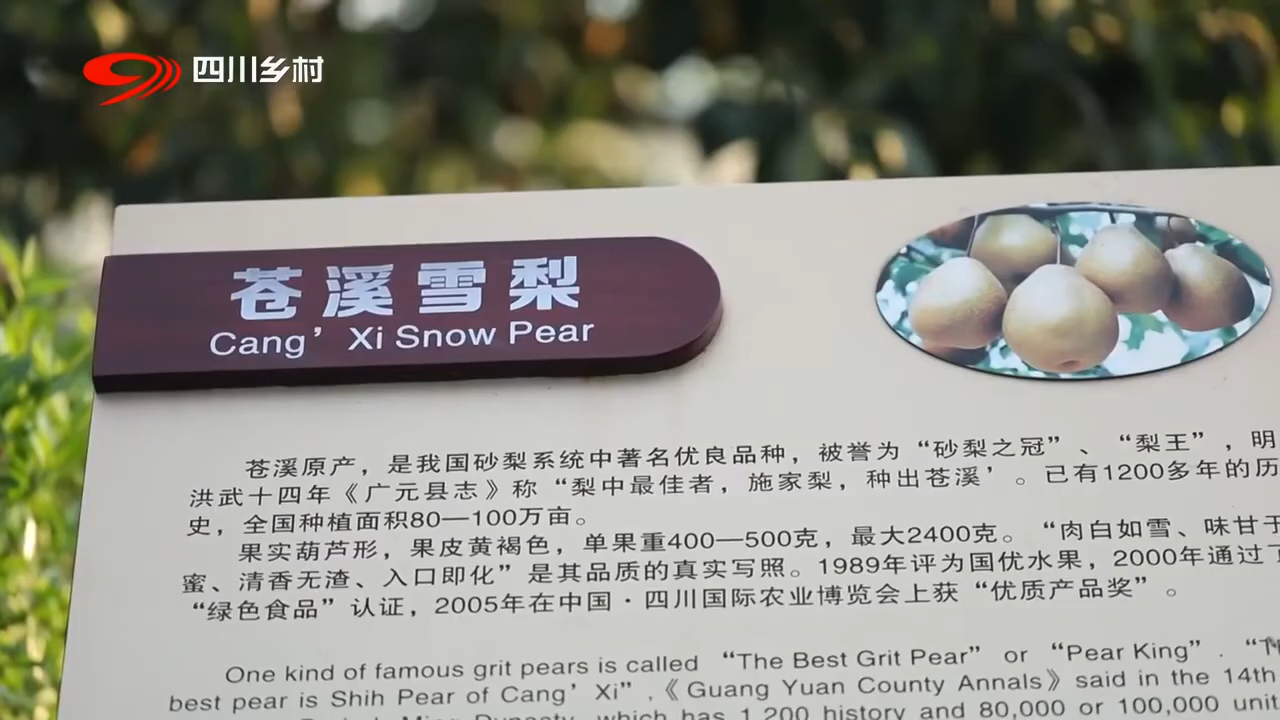 四川乡村
苍溪雪梨
Cang’Xi Snow Pear
苍溪原产，是我国砂梨系统中著名优良品种，被誉为“砂梨之冠”、“梨王”，明
洪武十四年《广元县志》称“梨中最佳者，施家梨，种出苍溪’。已有1200多年的历
史，全国种植面积80—100万亩。
果实葫芦形，果皮黄褐色，单果重400—500克，最大2400克。“肉白如雪、味甘于
蜜、清香无渣、入口即化”是其品质的真实写照。1989年评为国优水果，2000年通过了
“绿色食品”认证，2005年在中国·四川国际农业博览会上获“优质产品奖”。
One kind of famous grit pears is called “The Best Grit Pear” or “Pear King”. “The
best pear is Shih Pear of Cang’Xi”,《Guang Yuan County Annals》said in the 14th
Ming Dynasty, which has 1,200 history and 80,000 or 100,000 unit